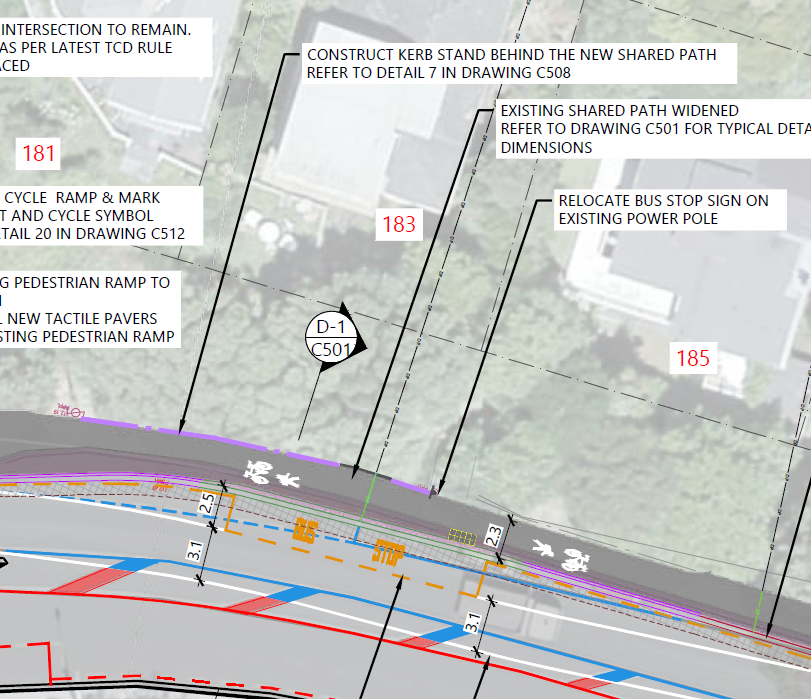 INTERSECTION TO REMAIN.
AS PER LATEST TCD RULE
ACED
CONSTRUCT KERB STAND BEHIND THE NEW SHARED PATH
REFER TO DETAIL 7 IN DRAWING C508
EXISTING SHARED PATH WIDENED
REFER TO DRAWING C501 FOR TYPICAL DETA
DIMENSIONS
181
CYCLE RAMP & MARK
T AND CYCLE SYMBOL
TAIL 20 IN DRAWING C512
183
RELOCATE BUS STOP SIGN ON
EXISTING POWER POLE
G PEDESTRIAN RAMP TO
L NEW TACTILE PAVERS
STING PEDESTRIAN RAMP
D-1
C501
185
2.5
3.1
BUS
STOP
2.3
3.1